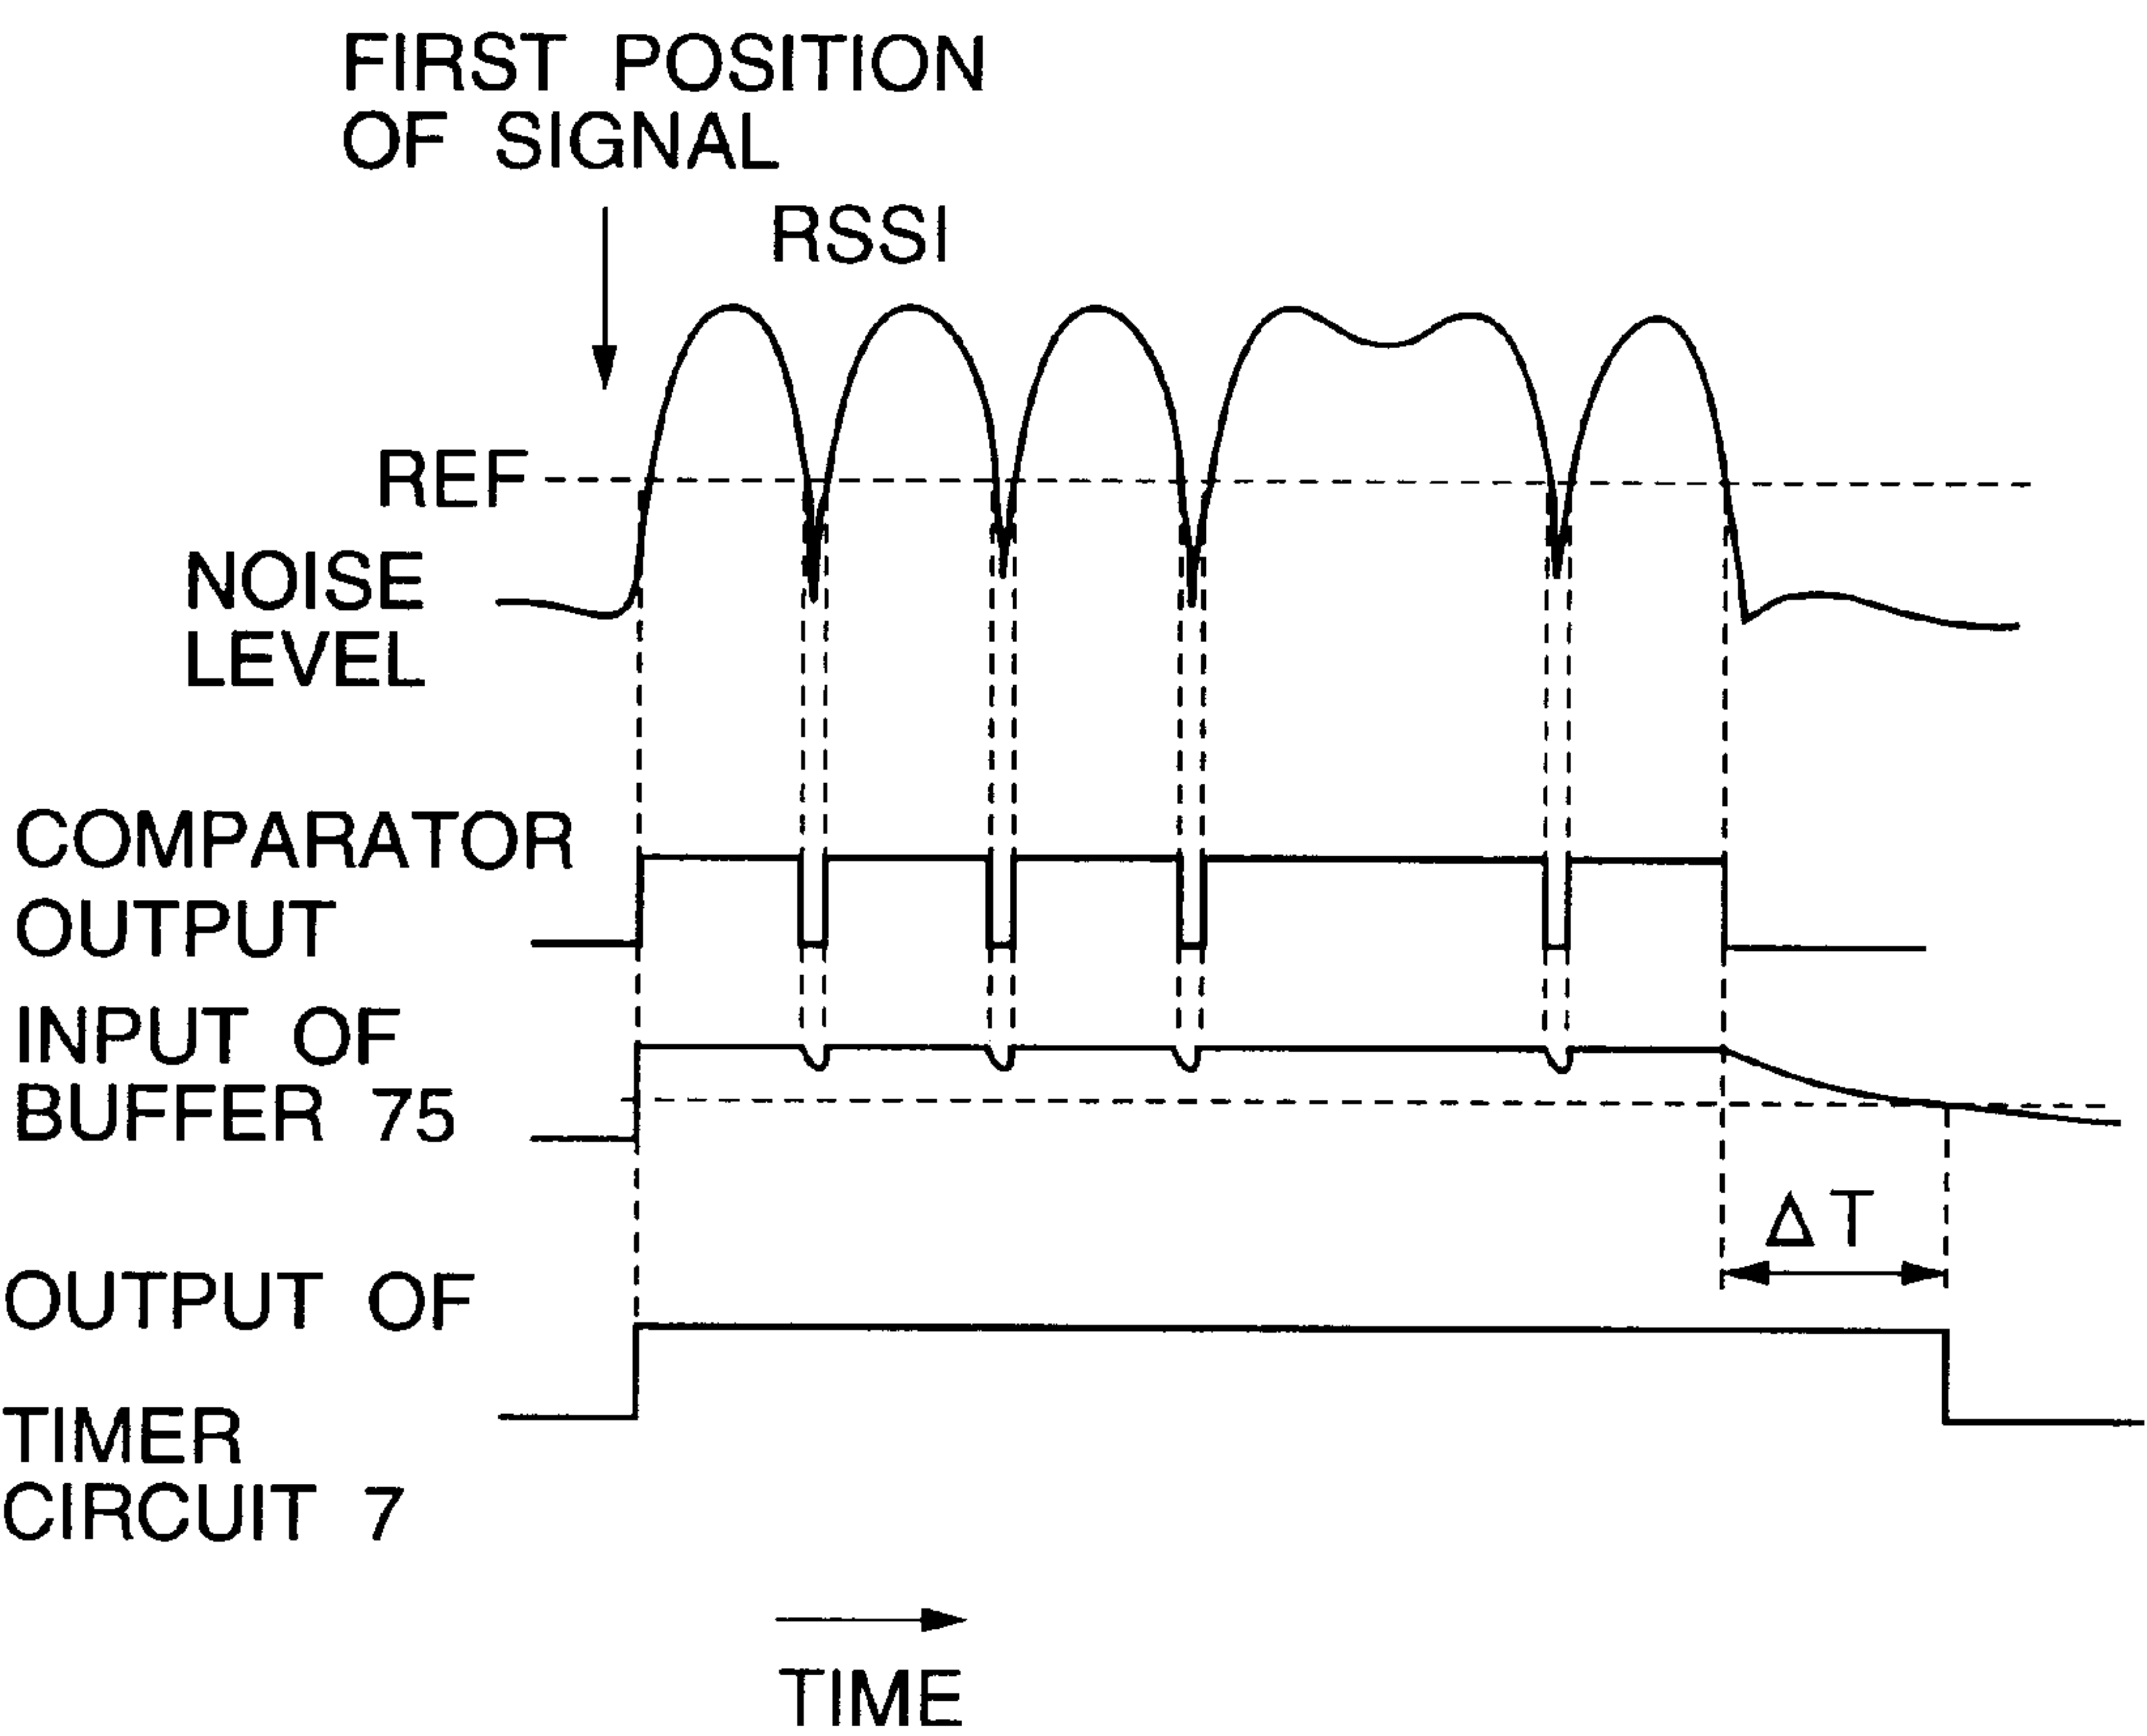 FIRST POSITION
OF SIGNAL
RSSI
REF
NOISE
LEVEL
COMPARATOR
OUTPUT
INPUT OF
BUFFER 75
Δ T
OUTPUT OF
TIMER
CIRCUIT 7
TIME